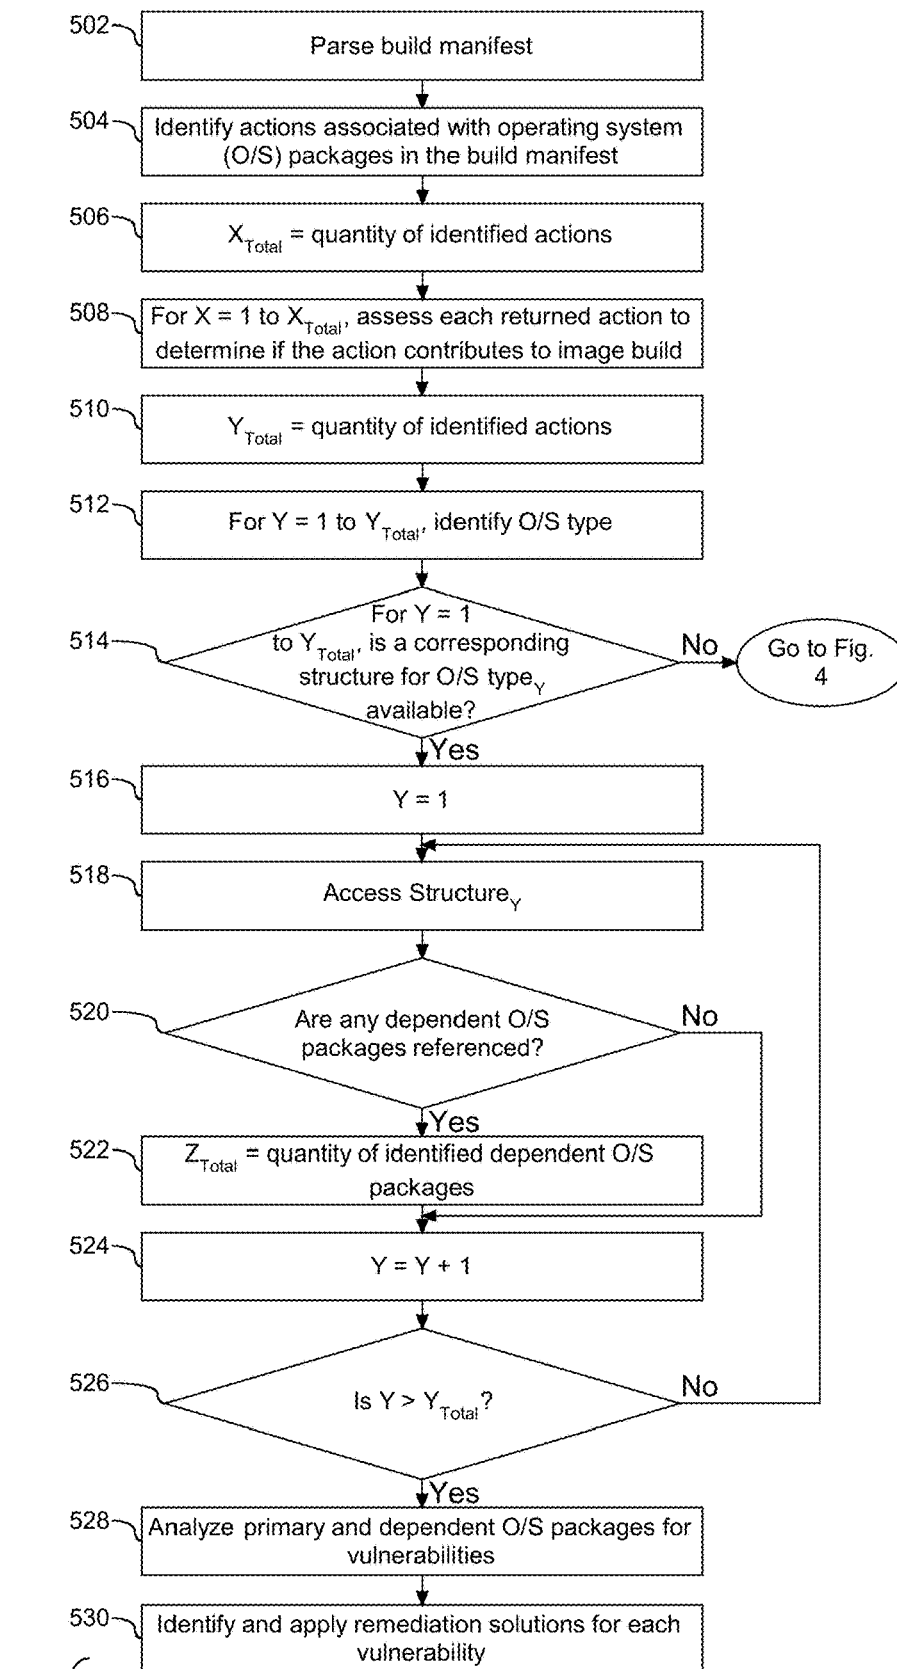 502
Parse build manifest
504
Identify actions associated with operating system
(O/S) packages in the build manifest
506
XTotal = quantity of identified actions
508
For X = 1 to XTotal, assess each returned action to
determine if the action contributes to image build
510
YTotal = quantity of identified actions
512
For Y = 1 to YTotal, identify O/S type
514
For Y = 1
to YTotal, is a corresponding
structure for O/S typeY
available?
No
Go to Fig.
4
Yes
516
Y = 1
518
Access StructureY
520
Are any dependent O/S
packages referenced?
No
Yes
522
ZTotal = quantity of identified dependent O/S
packages
524
Y = Y + 1
526
Is Y > YTotal?
No
Yes
528
Analyze primary and dependent O/S packages for
vulnerabilities
530
Identify and apply remediation solutions for each
vulnerability